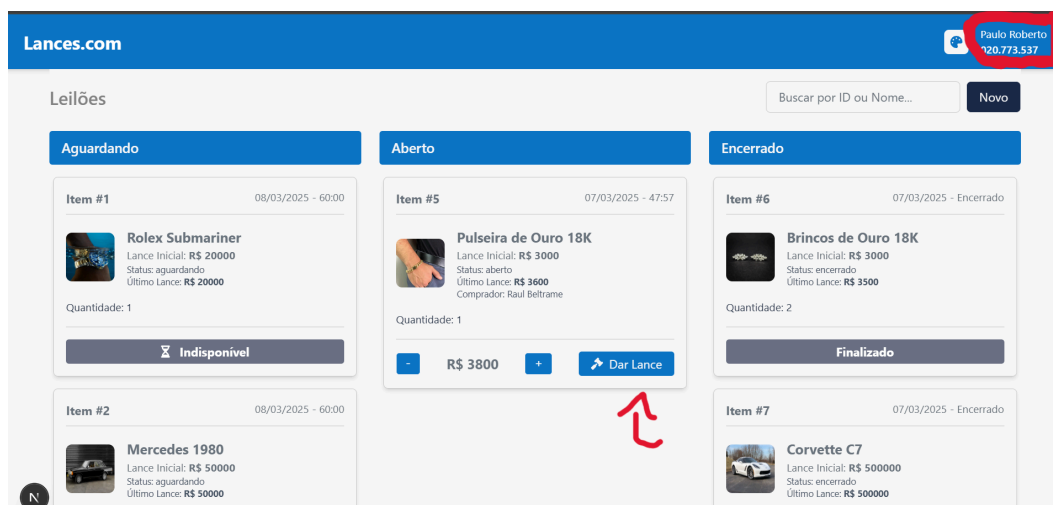 Lances.com
Paulo Roberto
020.773.537
Leilões
Buscar por ID ou Nome...
Novo
Aguardando
Aberto
Encerrado
Item #1
08/03/2025 - 60:00
Rolex Submariner
Lance Inicial: R$ 20000
Status: aguardando
Último Lance: R$ 20000
Quantidade: 1
Indisponível
Item #5
07/03/2025 - 47:57
Pulseira de Ouro 18K
Lance Inicial: R$ 3000
Status: aberto
Último Lance: R$ 3600
Comprador: Raul Beltrame
Quantidade: 1
- R$ 3800 + Dar Lance
Item #6
07/03/2025 - Encerrado
Brincos de Ouro 18K
Lance Inicial: R$ 3000
Status: encerrado
Último Lance: R$ 3500
Quantidade: 2
Finalizado
Item #2
08/03/2025 - 60:00
Mercedes 1980
Lance Inicial: R$ 50000
Status: aguardando
Último Lance: R$ 50000
Item #7
07/03/2025 - Encerrado
Corvette C7
Lance Inicial: R$ 500000
Status: encerrado
Último Lance: R$ 500000
N